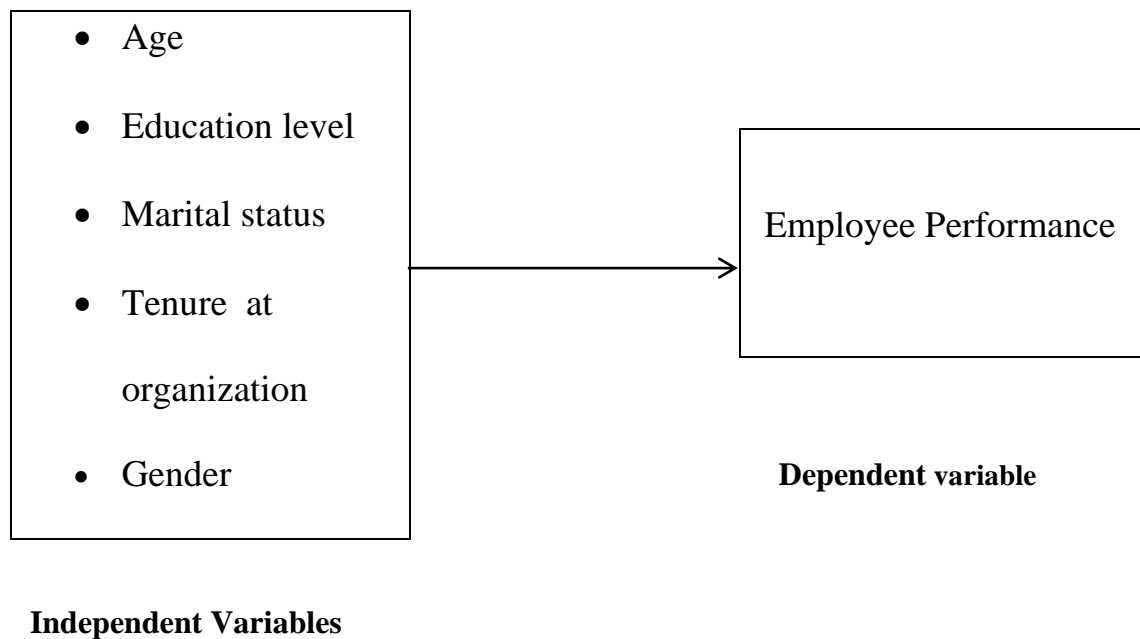 • Age
• Education level
• Marital status
• Tenure at
organization
• Gender
Independent Variables
Employee Performance
Dependent variable